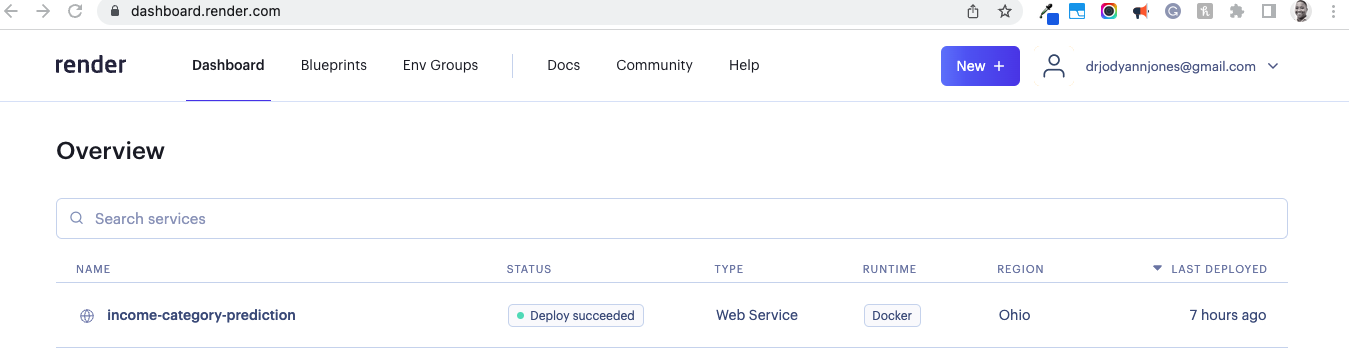 dashboard.render.com
render Dashboard Blueprints Env Groups Docs Community Help New + drjodyannjones@gmail.com
Overview
Search services
NAME STATUS TYPE RUNTIME REGION LAST DEPLOYED
income-category-prediction Deploy succeeded Web Service Docker Ohio 7 hours ago